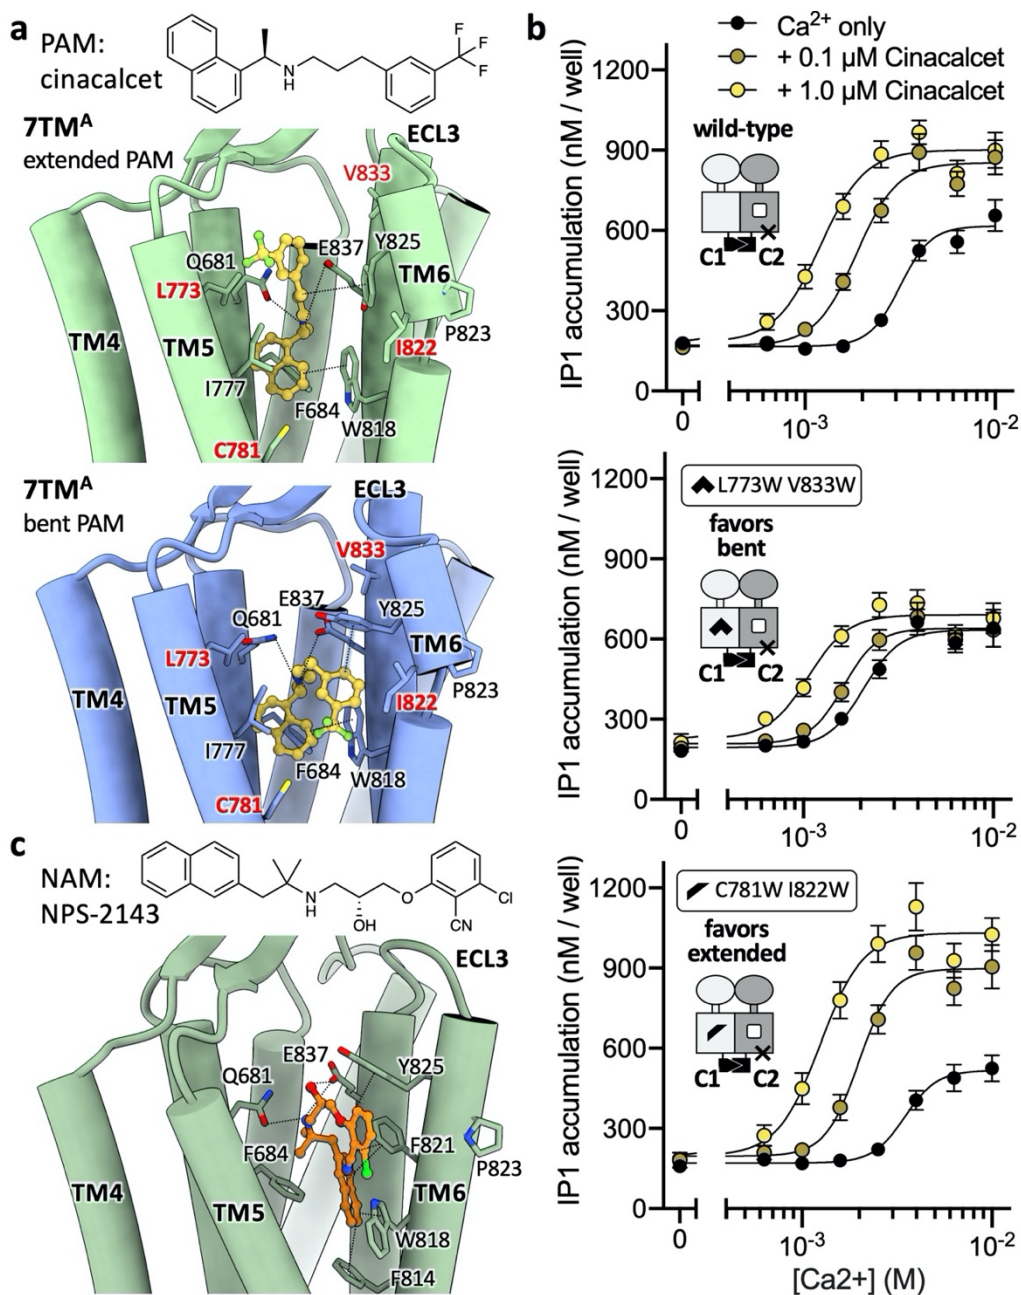 a
PAM:
cinacalcet
N
H
F
F
F
7TMA
extended PAM
ECL3
V833
Q681
E837
Y825
L773
TM6
TM4
TM5
I822
P823
I777
F684
W818
C781
7TMA
bent PAM
ECL3
V833
E837
Y825
Q681
TM6
L773
P823
TM4
TM5
I822
I777
F684
W818
C781
b
Ca2+ only
+ 0.1 µM Cinacalcet
+ 1.0 µM Cinacalcet
IP1 accumulation (nM / well)
1200
900
600
300
0
wild-type
C1
C2
0
10-3
10-2
IP1 accumulation (nM / well)
1200
900
600
300
0
L773W V833W
favors
bent
C1
C2
0
10-3
10-2
IP1 accumulation (nM / well)
1200
900
600
300
0
C781W I822W
favors
extended
C1
C2
0
10-3
10-2
[Ca2+] (M)
c
NAM:
NPS-2143
N
H
OH
O
Cl
CN
ECL3
E837
Y825
Q681
F684
F821
P823
TM4
TM5
TM6
W818
F814